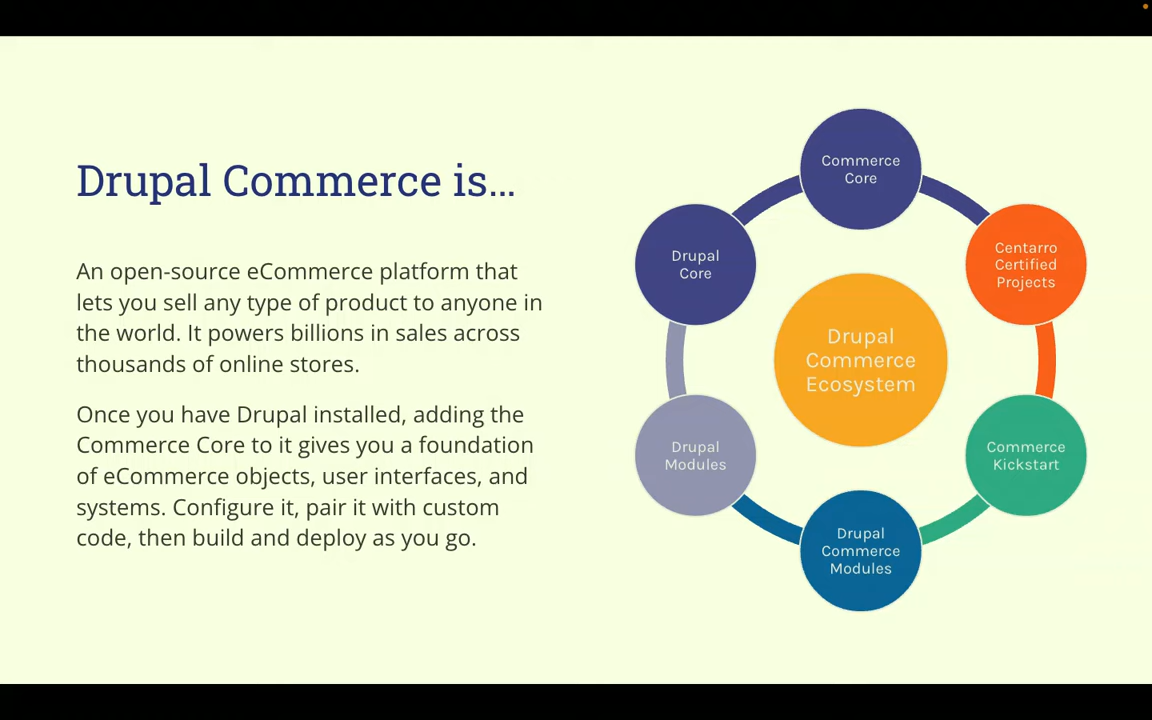 Drupal Commerce is...
An open-source eCommerce platform that
lets you sell any type of product to anyone in
the world. It powers billions in sales across
thousands of online stores.
Once you have Drupal installed, adding the
Commerce Core to it gives you a foundation
of eCommerce objects, user interfaces, and
systems. Configure it, pair it with custom
code, then build and deploy as you go.
Commerce
Core
Centarro
Certified
Projects
Commerce
Kickstart
Drupal
Commerce
Modules
Drupal
Modules
Drupal
Core
Drupal
Commerce
Ecosystem